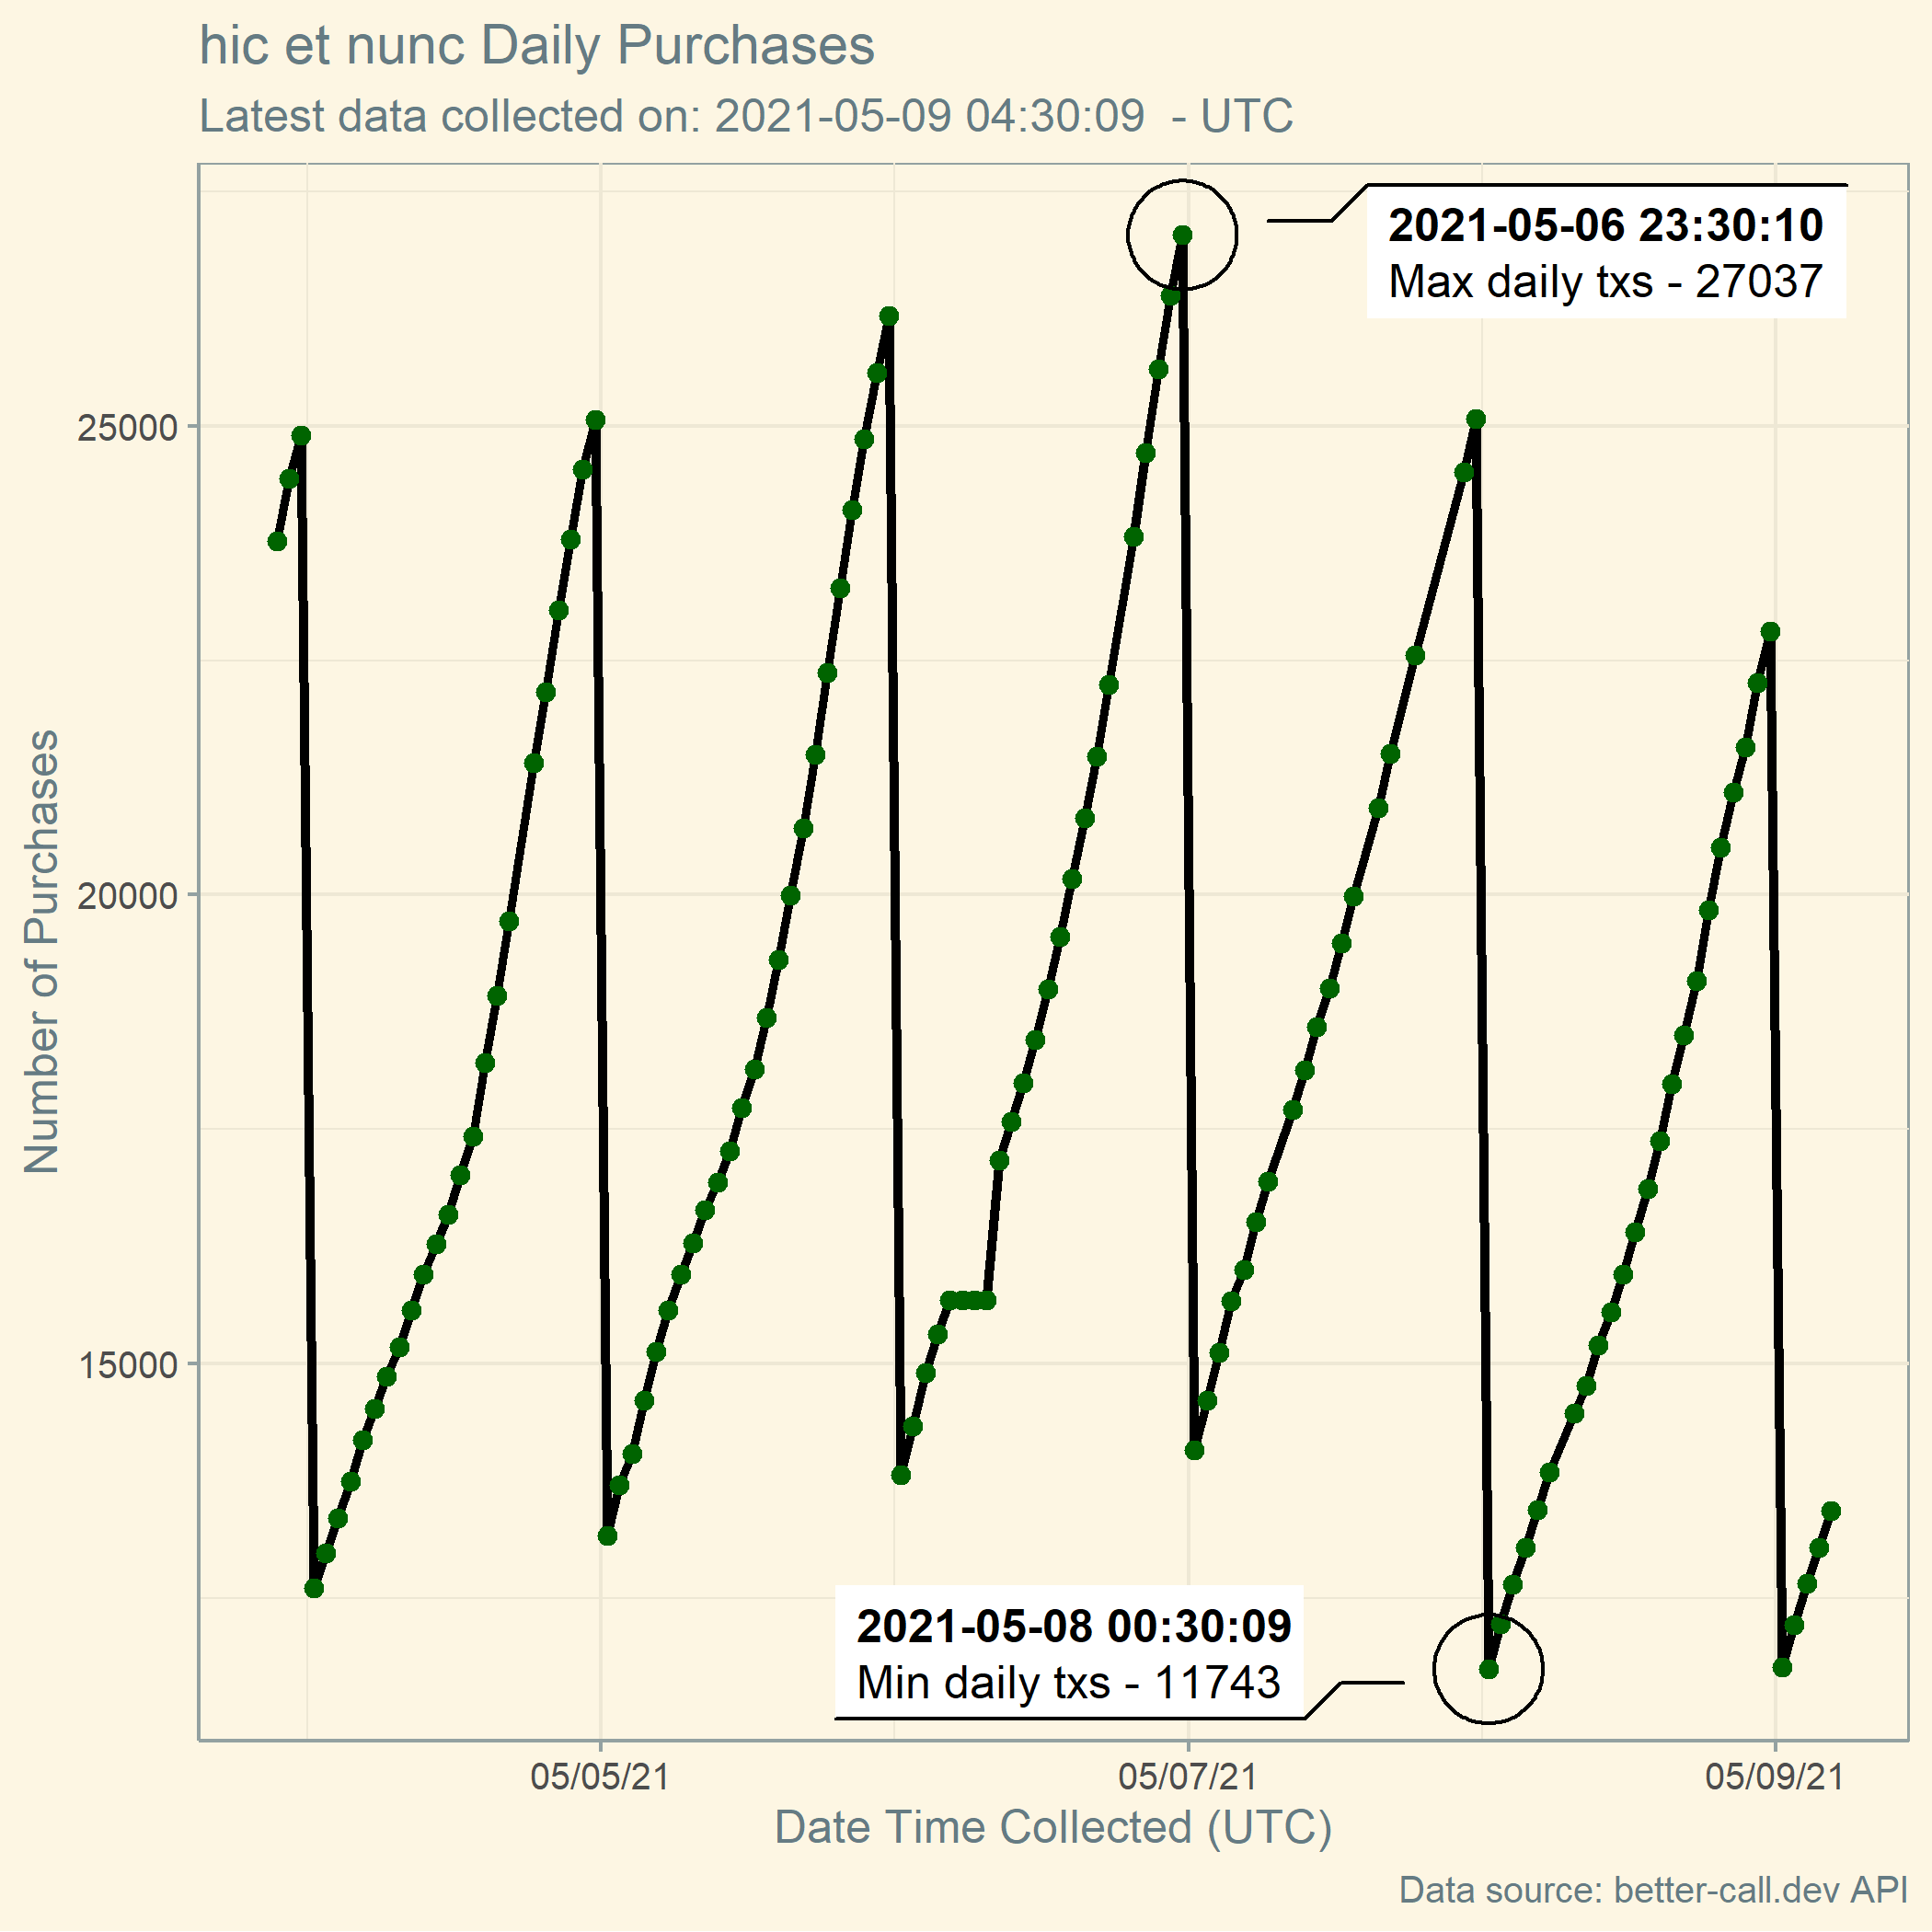 hic et nunc Daily Purchases
Latest data collected on: 2021-05-09 04:30:09  - UTC
2021-05-06 23:30:10
Max daily txs - 27037
25000
20000
15000
Number of Purchases
2021-05-08 00:30:09
Min daily txs - 11743
05/05/21
05/07/21
05/09/21
Date Time Collected (UTC)
Data source: better-call.dev API